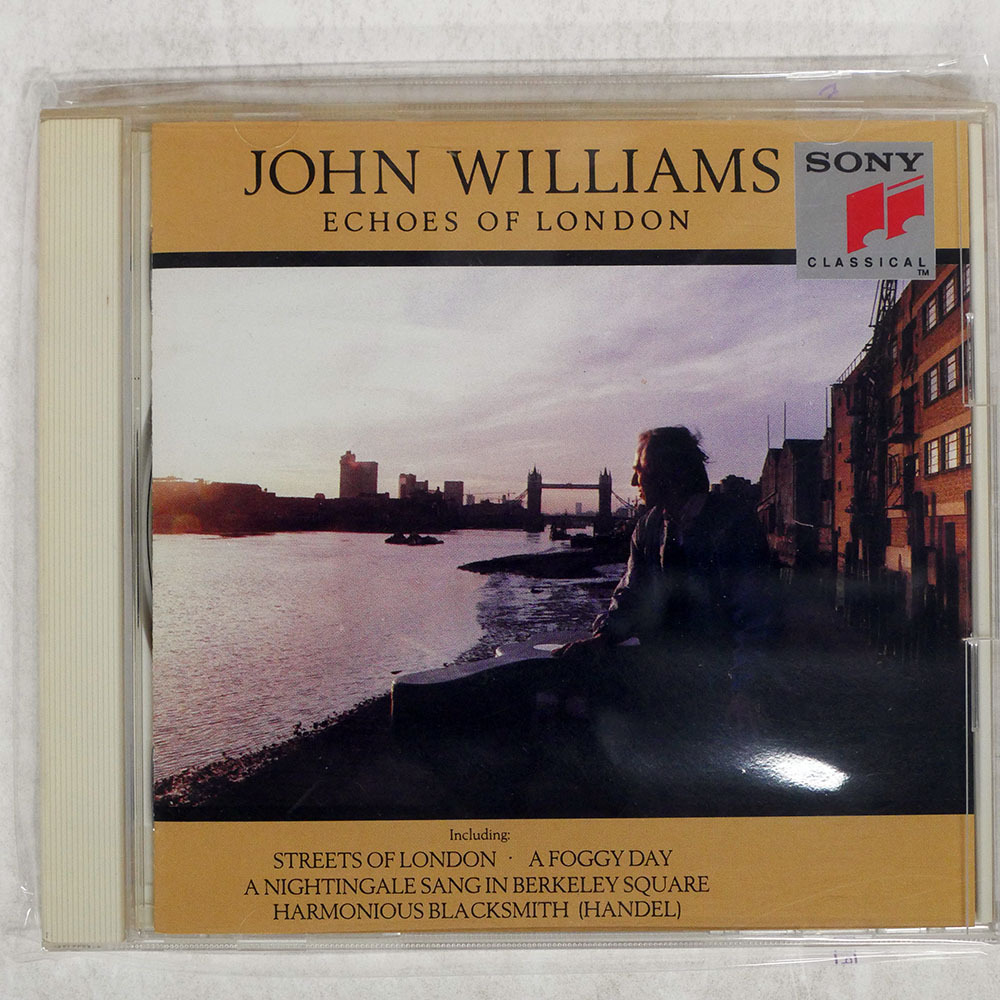 JOHN WILLIAMS
ECHOES OF LONDON
SONY
CLASSICAL TM
Including:
STREETS OF LONDON · A FOGGY DAY
A NIGHTINGALE SANG IN BERKELEY SQUARE
HARMONIOUS BLACKSMITH (HANDEL)